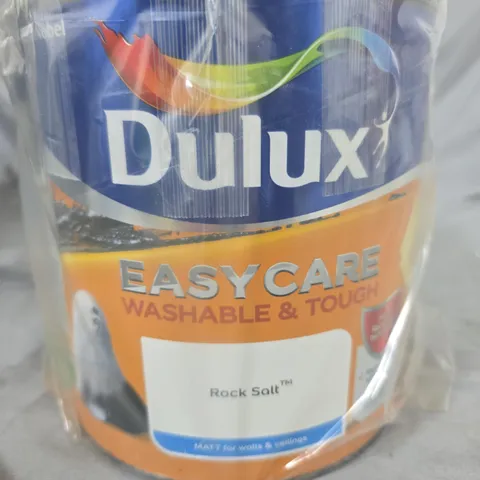 Dulux
EASYCARE
WASHABLE & TOUGH
Rock Salt™
MATT for walls & ceilings